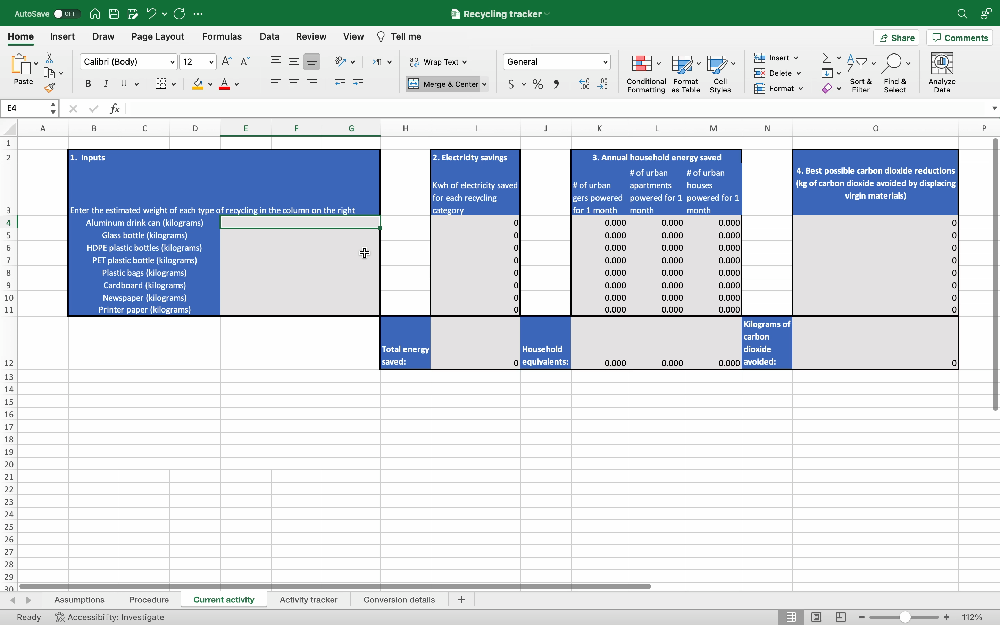 AutoSave OFF Recycling tracker
Home Insert Draw Page Layout Formulas Data Review View Tell me Share Comments
Paste Calibri (Body) 12 B I U
Wrap Text Merge & Center
General $ % .00 .0
Conditional Formatting
Format as Table
Cell Styles
Insert
Delete
Format
Sort & Filter
Find & Select
Analyze Data
E4 fx
A B C D E F G H I J K L M N O P
1
2 1. Inputs 2. Electricity savings 3. Annual household energy saved
4. Best possible carbon dioxide reductions
(kg of carbon dioxide avoided by displacing
virgin materials)
3 Enter the estimated weight of each type of recycling in the column on the right
Kwh of electricity saved
for each recycling
category
# of urban
gers powered
for 1 month
# of urban
apartments
powered for 1
month
# of urban
houses
powered for 1
month
4 Aluminum drink can (kilograms) 0 0.000 0.000 0.000 0
5 Glass bottle (kilograms) 0 0.000 0.000 0.000 0
6 HDPE plastic bottles (kilograms) 0 0.000 0.000 0.000 0
7 PET plastic bottle (kilograms) 0 0.000 0.000 0.000 0
8 Plastic bags (kilograms) 0 0.000 0.000 0.000 0
9 Cardboard (kilograms) 0 0.000 0.000 0.000 0
10 Newspaper (kilograms) 0 0.000 0.000 0.000 0
11 Printer paper (kilograms) 0 0.000 0.000 0.000 0
12
Total energy
saved: 0
Household
equivalents: 0.000 0.000 0.000
Kilograms of
carbon
dioxide
avoided: 0
13
14
15
16
17
18
19
20
21
22
23
24
25
26
27
28
29
30
Assumptions Procedure Current activity Activity tracker Conversion details +
Ready Accessibility: Investigate 112%